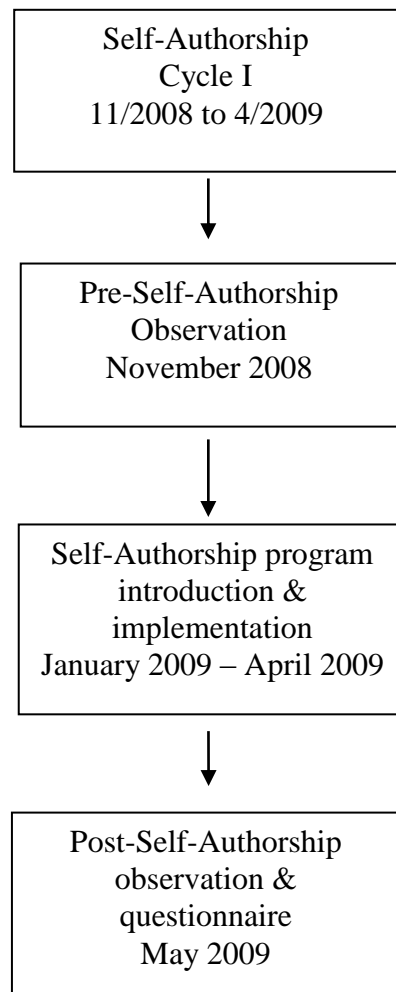 Self-Authorship
Cycle I
11/2008 to 4/2009
Pre-Self-Authorship
Observation
November 2008
Self-Authorship program
introduction &
implementation
January 2009 – April 2009
Post-Self-Authorship
observation &
questionnaire
May 2009